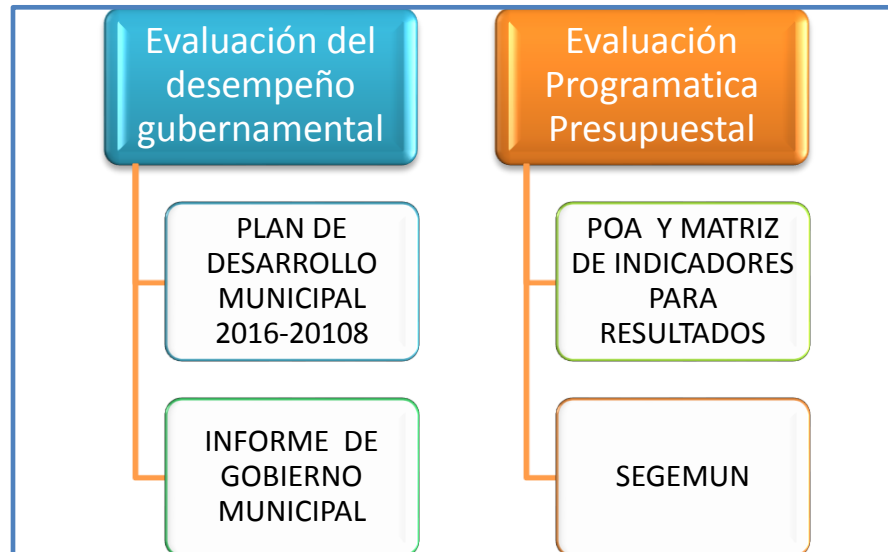 Evaluación del
desempeño
gubernamental
PLAN DE
DESARROLLO
MUNICIPAL
2016-20108
INFORME DE
GOBIERNO
MUNICIPAL
Evaluación
Programatica
Presupuestal
POA Y MATRIZ
DE INDICADORES
PARA
RESULTADOS
SEGEMUN